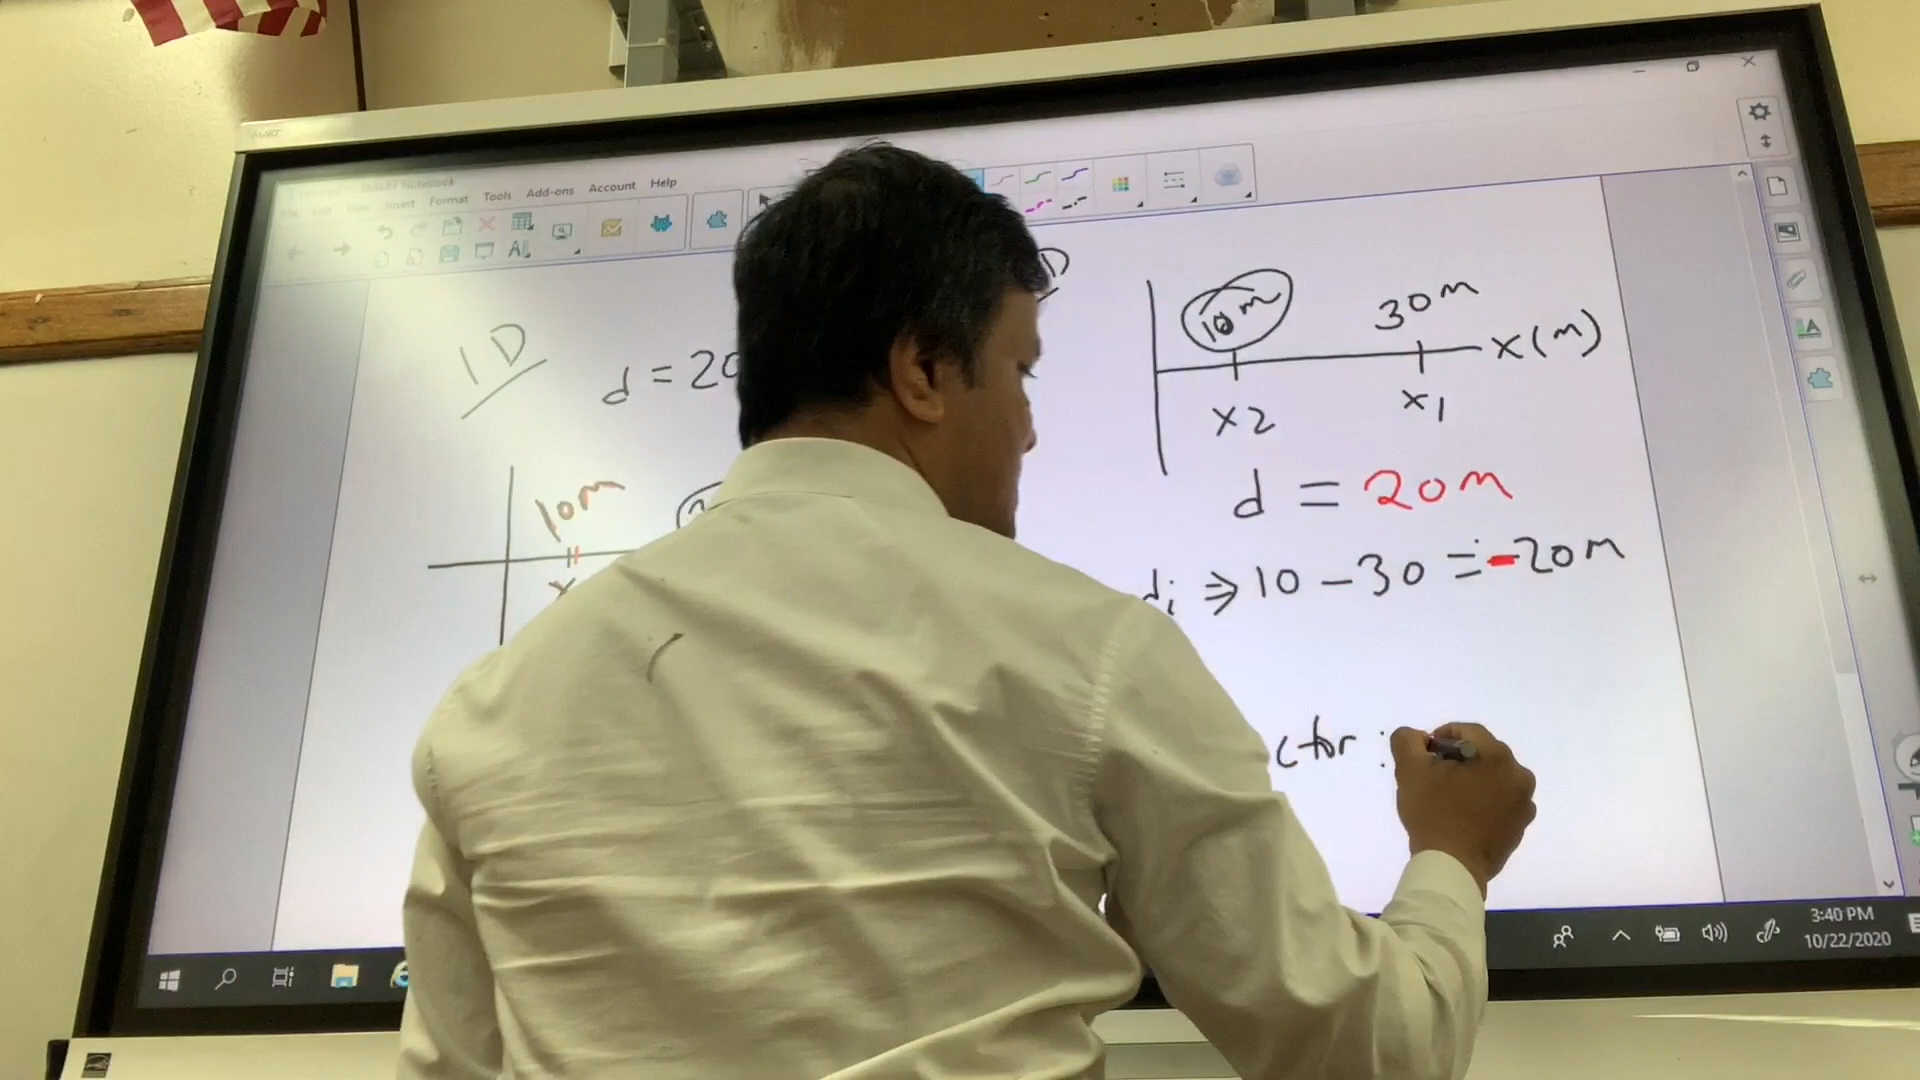 SMART
SMART Notebook
File Edit View Insert Format Tools Add-ons Account Help
1D
d = 20
10m
x
10m
30m
x(m)
x2
x1
d = 20m
di ⇒ 10 - 30 = -20m
ctor :
3:40 PM
10/22/2020